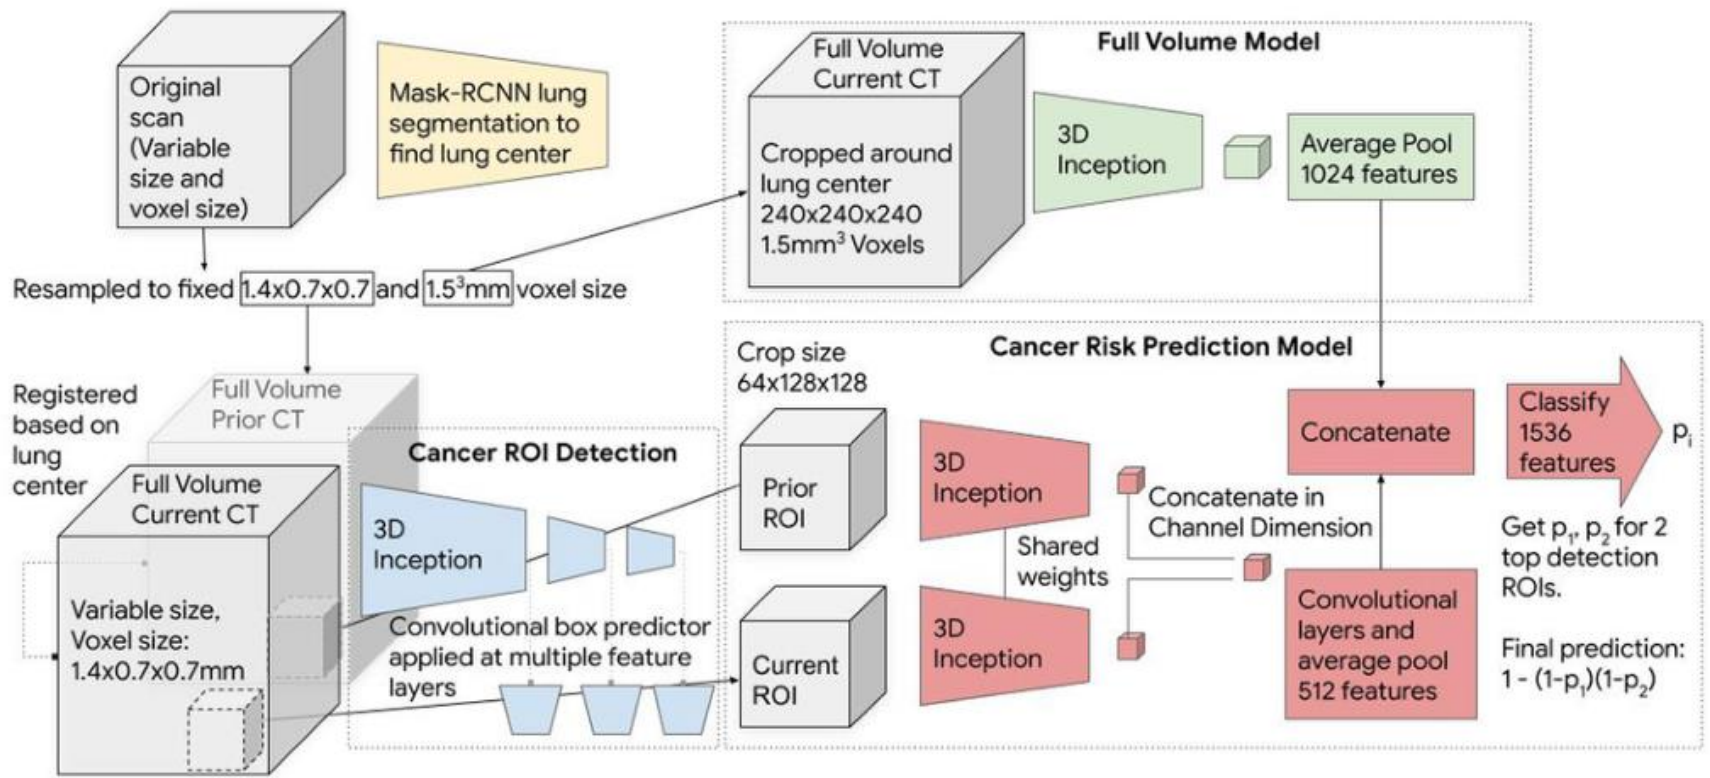 Original
scan
(Variable
size and
voxel size)
Mask-RCNN lung
segmentation to
find lung center
Resampled to fixed 1.4x0.7x0.7 and 1.5³mm voxel size
Full Volume Model
Full Volume
Current CT
Cropped around
lung center
240x240x240
1.5mm³ Voxels
3D
Inception
Average Pool
1024 features
Registered
based on
lung
center
Full Volume
Prior CT
Full Volume
Current CT
Variable size,
Voxel size:
1.4x0.7x0.7mm
Cancer ROI Detection
3D
Inception
Convolutional box predictor
applied at multiple feature
layers
Cancer Risk Prediction Model
Crop size
64x128x128
Prior
ROI
Current
ROI
3D
Inception
Shared
weights
3D
Inception
Concatenate in
Channel Dimension
Concatenate
Convolutional
layers and
average pool
512 features
Classify
1536
features
pᵢ
Get p₁, p₂ for 2
top detection
ROIs.
Final prediction:
1 - (1-p₁)(1-p₂)